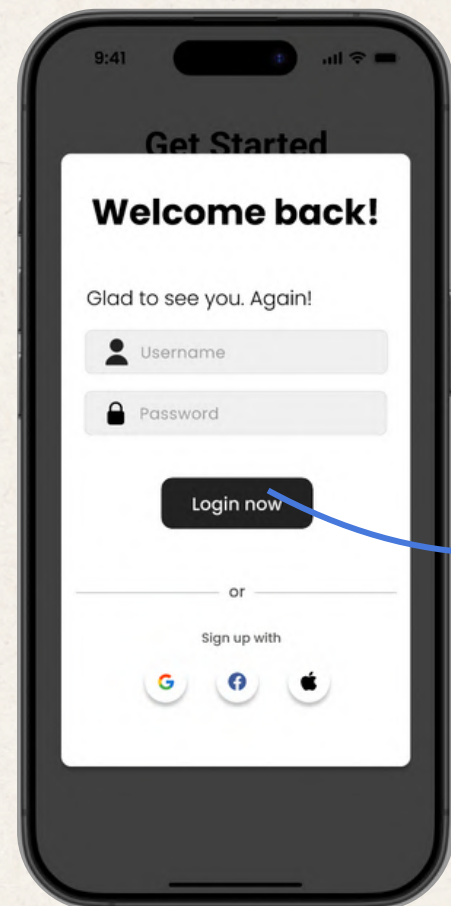 9:41
Get Started
Welcome back!
Glad to see you. Again!
Username
Password
Login now
or
Sign up with